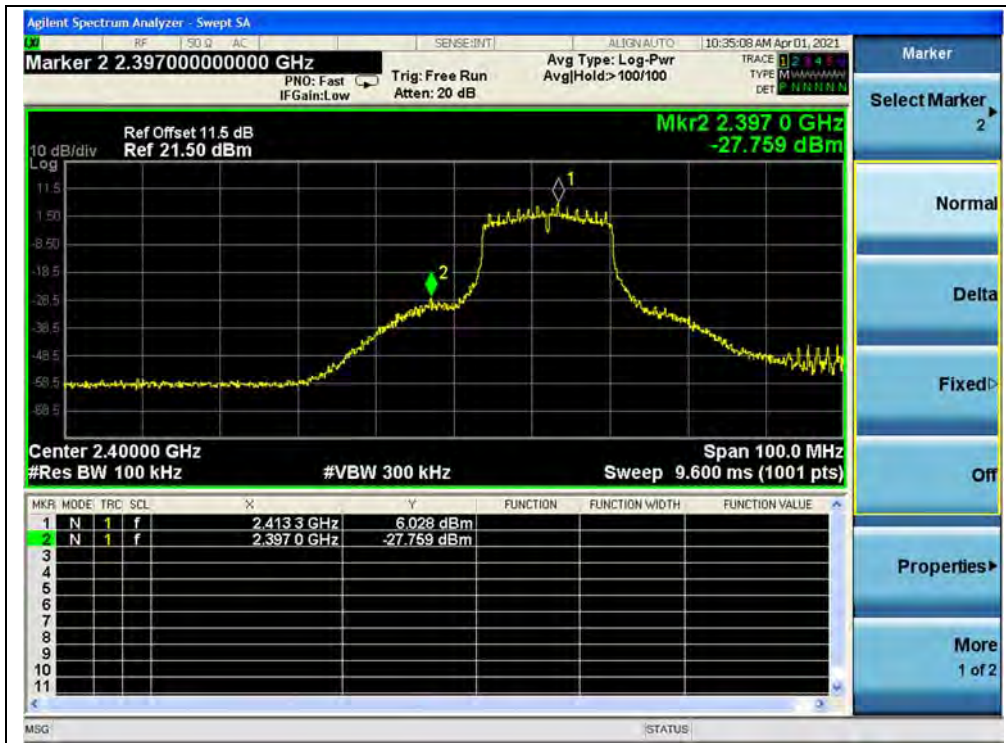 Agilent Spectrum Analyzer - Swept SA
LXI RF 50 Ω AC SENSE:INT ALIGN AUTO 10:35:08 AM Apr 01, 2021
Marker 2 2.397000000000 GHz
PNO: Fast
IFGain:Low
Trig: Free Run
Atten: 20 dB
Avg Type: Log-Pwr
Avg|Hold:> 100/100
TRACE 1 2 3 4 5 6
TYPE M
DET P N N N N N
Mkr2 2.397 0 GHz
-27.759 dBm
Ref Offset 11.5 dB
10 dB/div Ref 21.50 dBm
Log
11.5
1.50
-8.50
-18.5
-28.5
-38.5
-48.5
-58.5
-68.5
1
2
Center 2.40000 GHz Span 100.0 MHz
#Res BW 100 kHz #VBW 300 kHz Sweep 9.600 ms (1001 pts)
MKR MODE TRC SCL X Y FUNCTION FUNCTION WIDTH FUNCTION VALUE
1 N 1 f 2.413 3 GHz 6.028 dBm
2 N 1 f 2.397 0 GHz -27.759 dBm
3
4
5
6
7
8
9
10
11
MSG STATUS
Marker
Select Marker
2
Normal
Delta
Fixed
Off
Properties
More
1 of 2